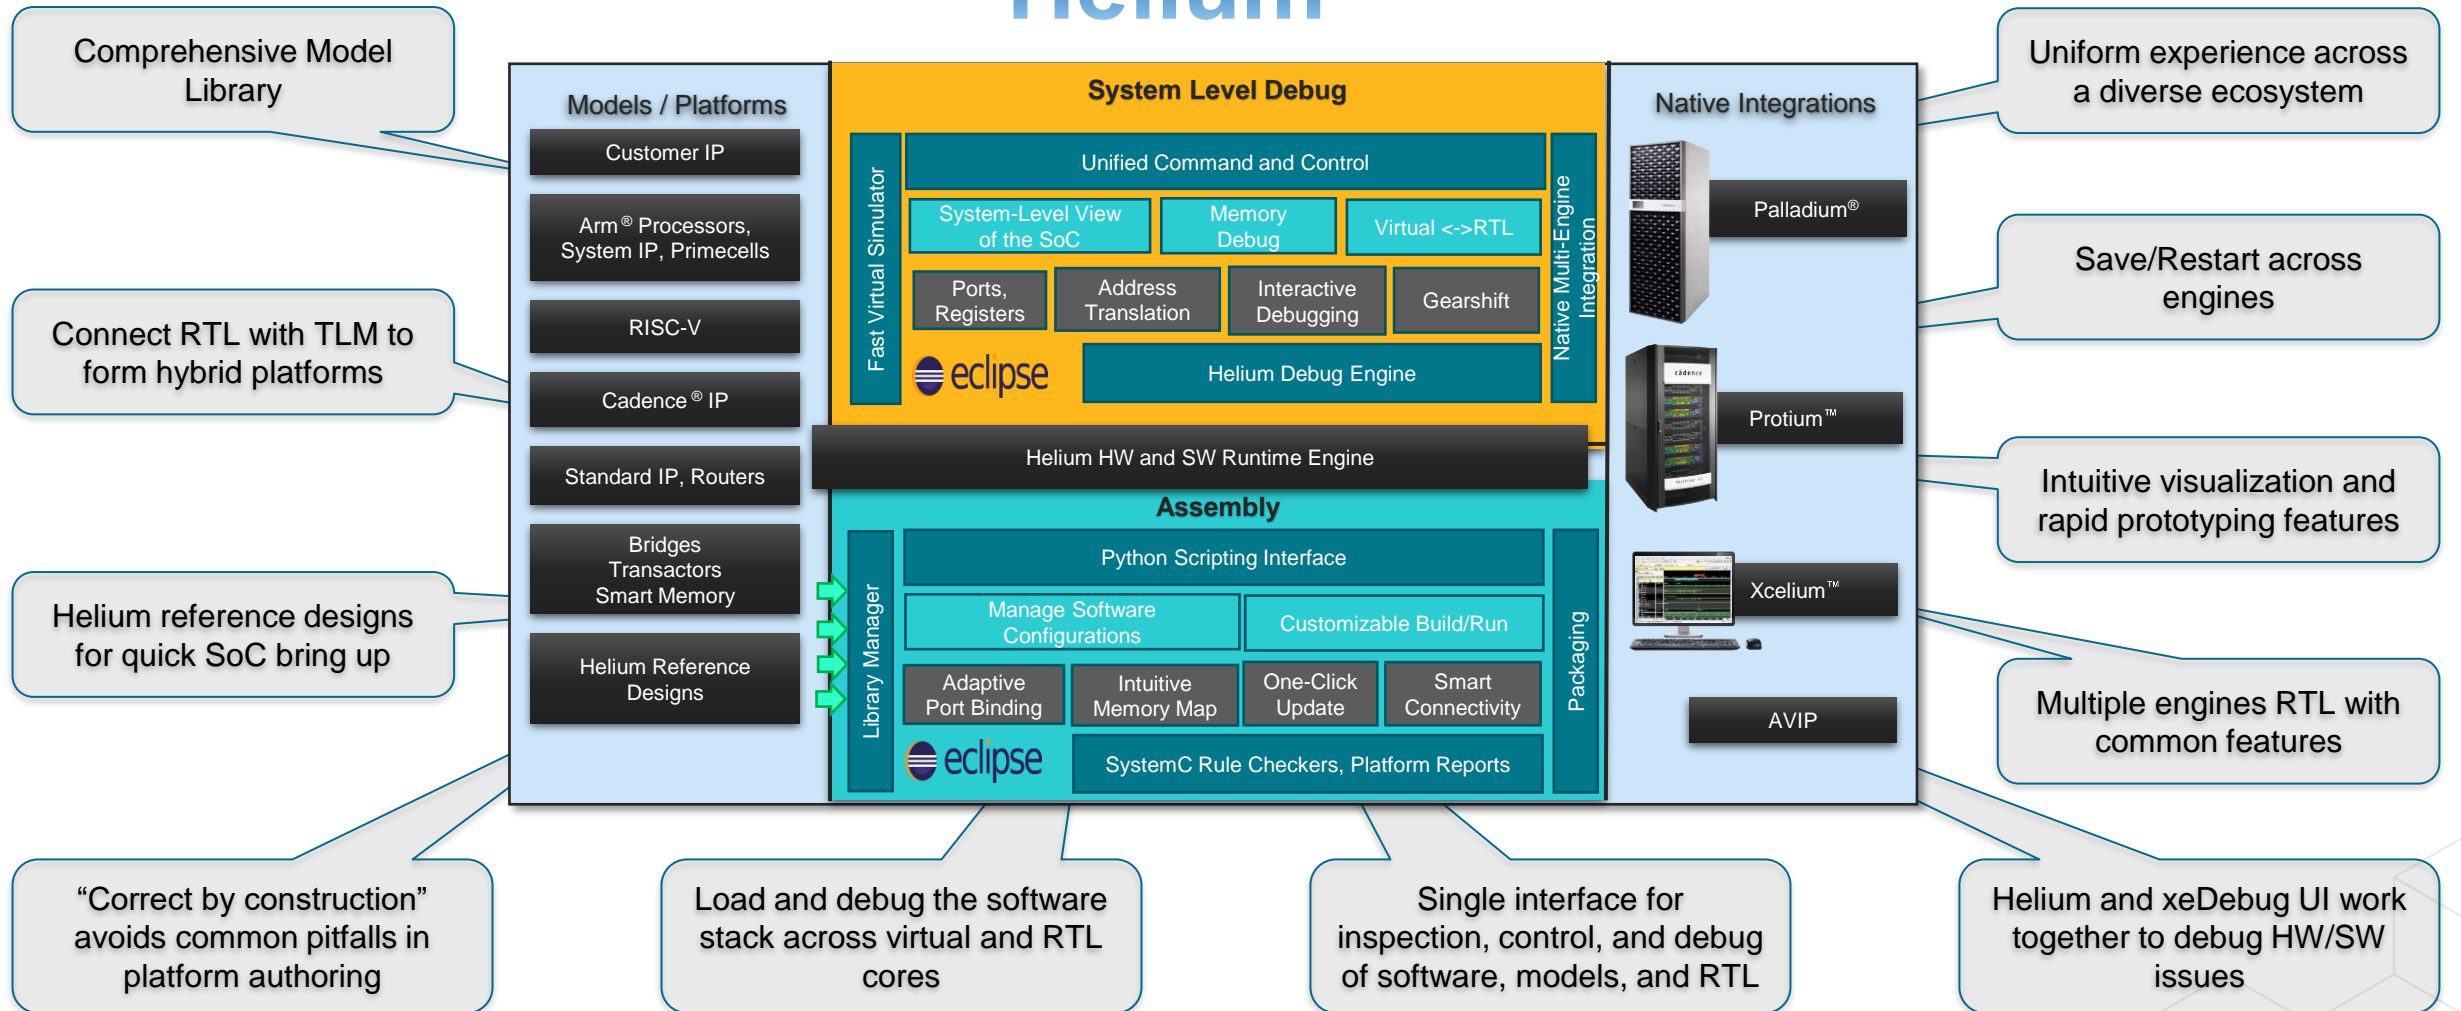 Helium
Comprehensive Model
Library
Connect RTL with TLM to
form hybrid platforms
Helium reference designs
for quick SoC bring up
“Correct by construction”
avoids common pitfalls in
platform authoring
Models / Platforms
Customer IP
Arm® Processors,
System IP, Primecells
RISC-V
Cadence® IP
Standard IP, Routers
Bridges
Transactors
Smart Memory
Helium Reference
Designs
System Level Debug
Fast Virtual Simulator
Unified Command and Control
System-Level View
of the SoC
Memory
Debug
Virtual <->RTL
Ports,
Registers
Address
Translation
Interactive
Debugging
Gearshift
eclipse
Helium Debug Engine
Native Multi-Engine
Integration
Helium HW and SW Runtime Engine
Assembly
Library Manager
Python Scripting Interface
Manage Software
Configurations
Customizable Build/Run
Adaptive
Port Binding
Intuitive
Memory Map
One-Click
Update
Smart
Connectivity
eclipse
SystemC Rule Checkers, Platform Reports
Packaging
Native Integrations
Palladium®
cādence
Protium™
Xcelium™
AVIP
Uniform experience across
a diverse ecosystem
Save/Restart across
engines
Intuitive visualization and
rapid prototyping features
Multiple engines RTL with
common features
Load and debug the software
stack across virtual and RTL
cores
Single interface for
inspection, control, and debug
of software, models, and RTL
Helium and xeDebug UI work
together to debug HW/SW
issues